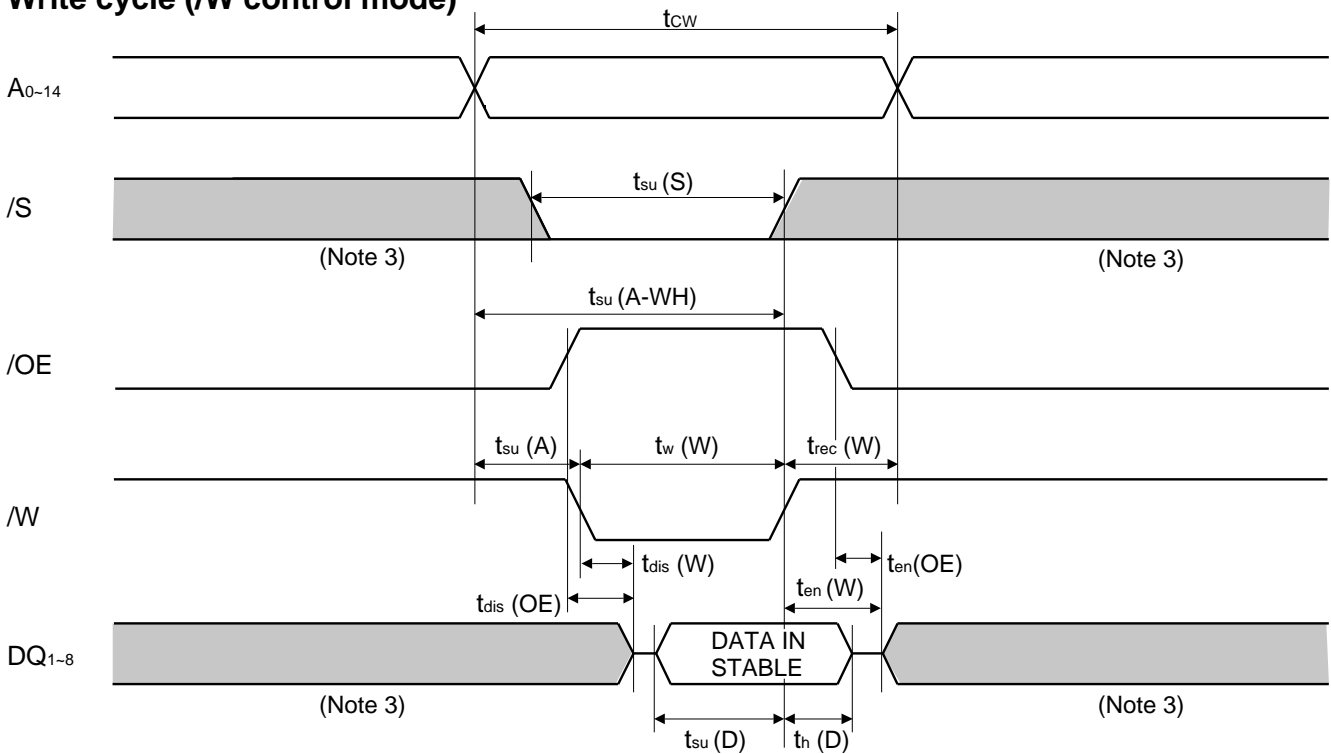 Write cycle (/W control mode)
tCW
A0~14
tsu (S)
/S
(Note 3)
(Note 3)
tsu (A-WH)
/OE
tsu (A)
tw (W)
trec (W)
/W
tdis (W)
ten(OE)
tdis (OE)
ten (W)
DQ1~8
DATA IN
STABLE
(Note 3)
(Note 3)
tsu (D)
th (D)